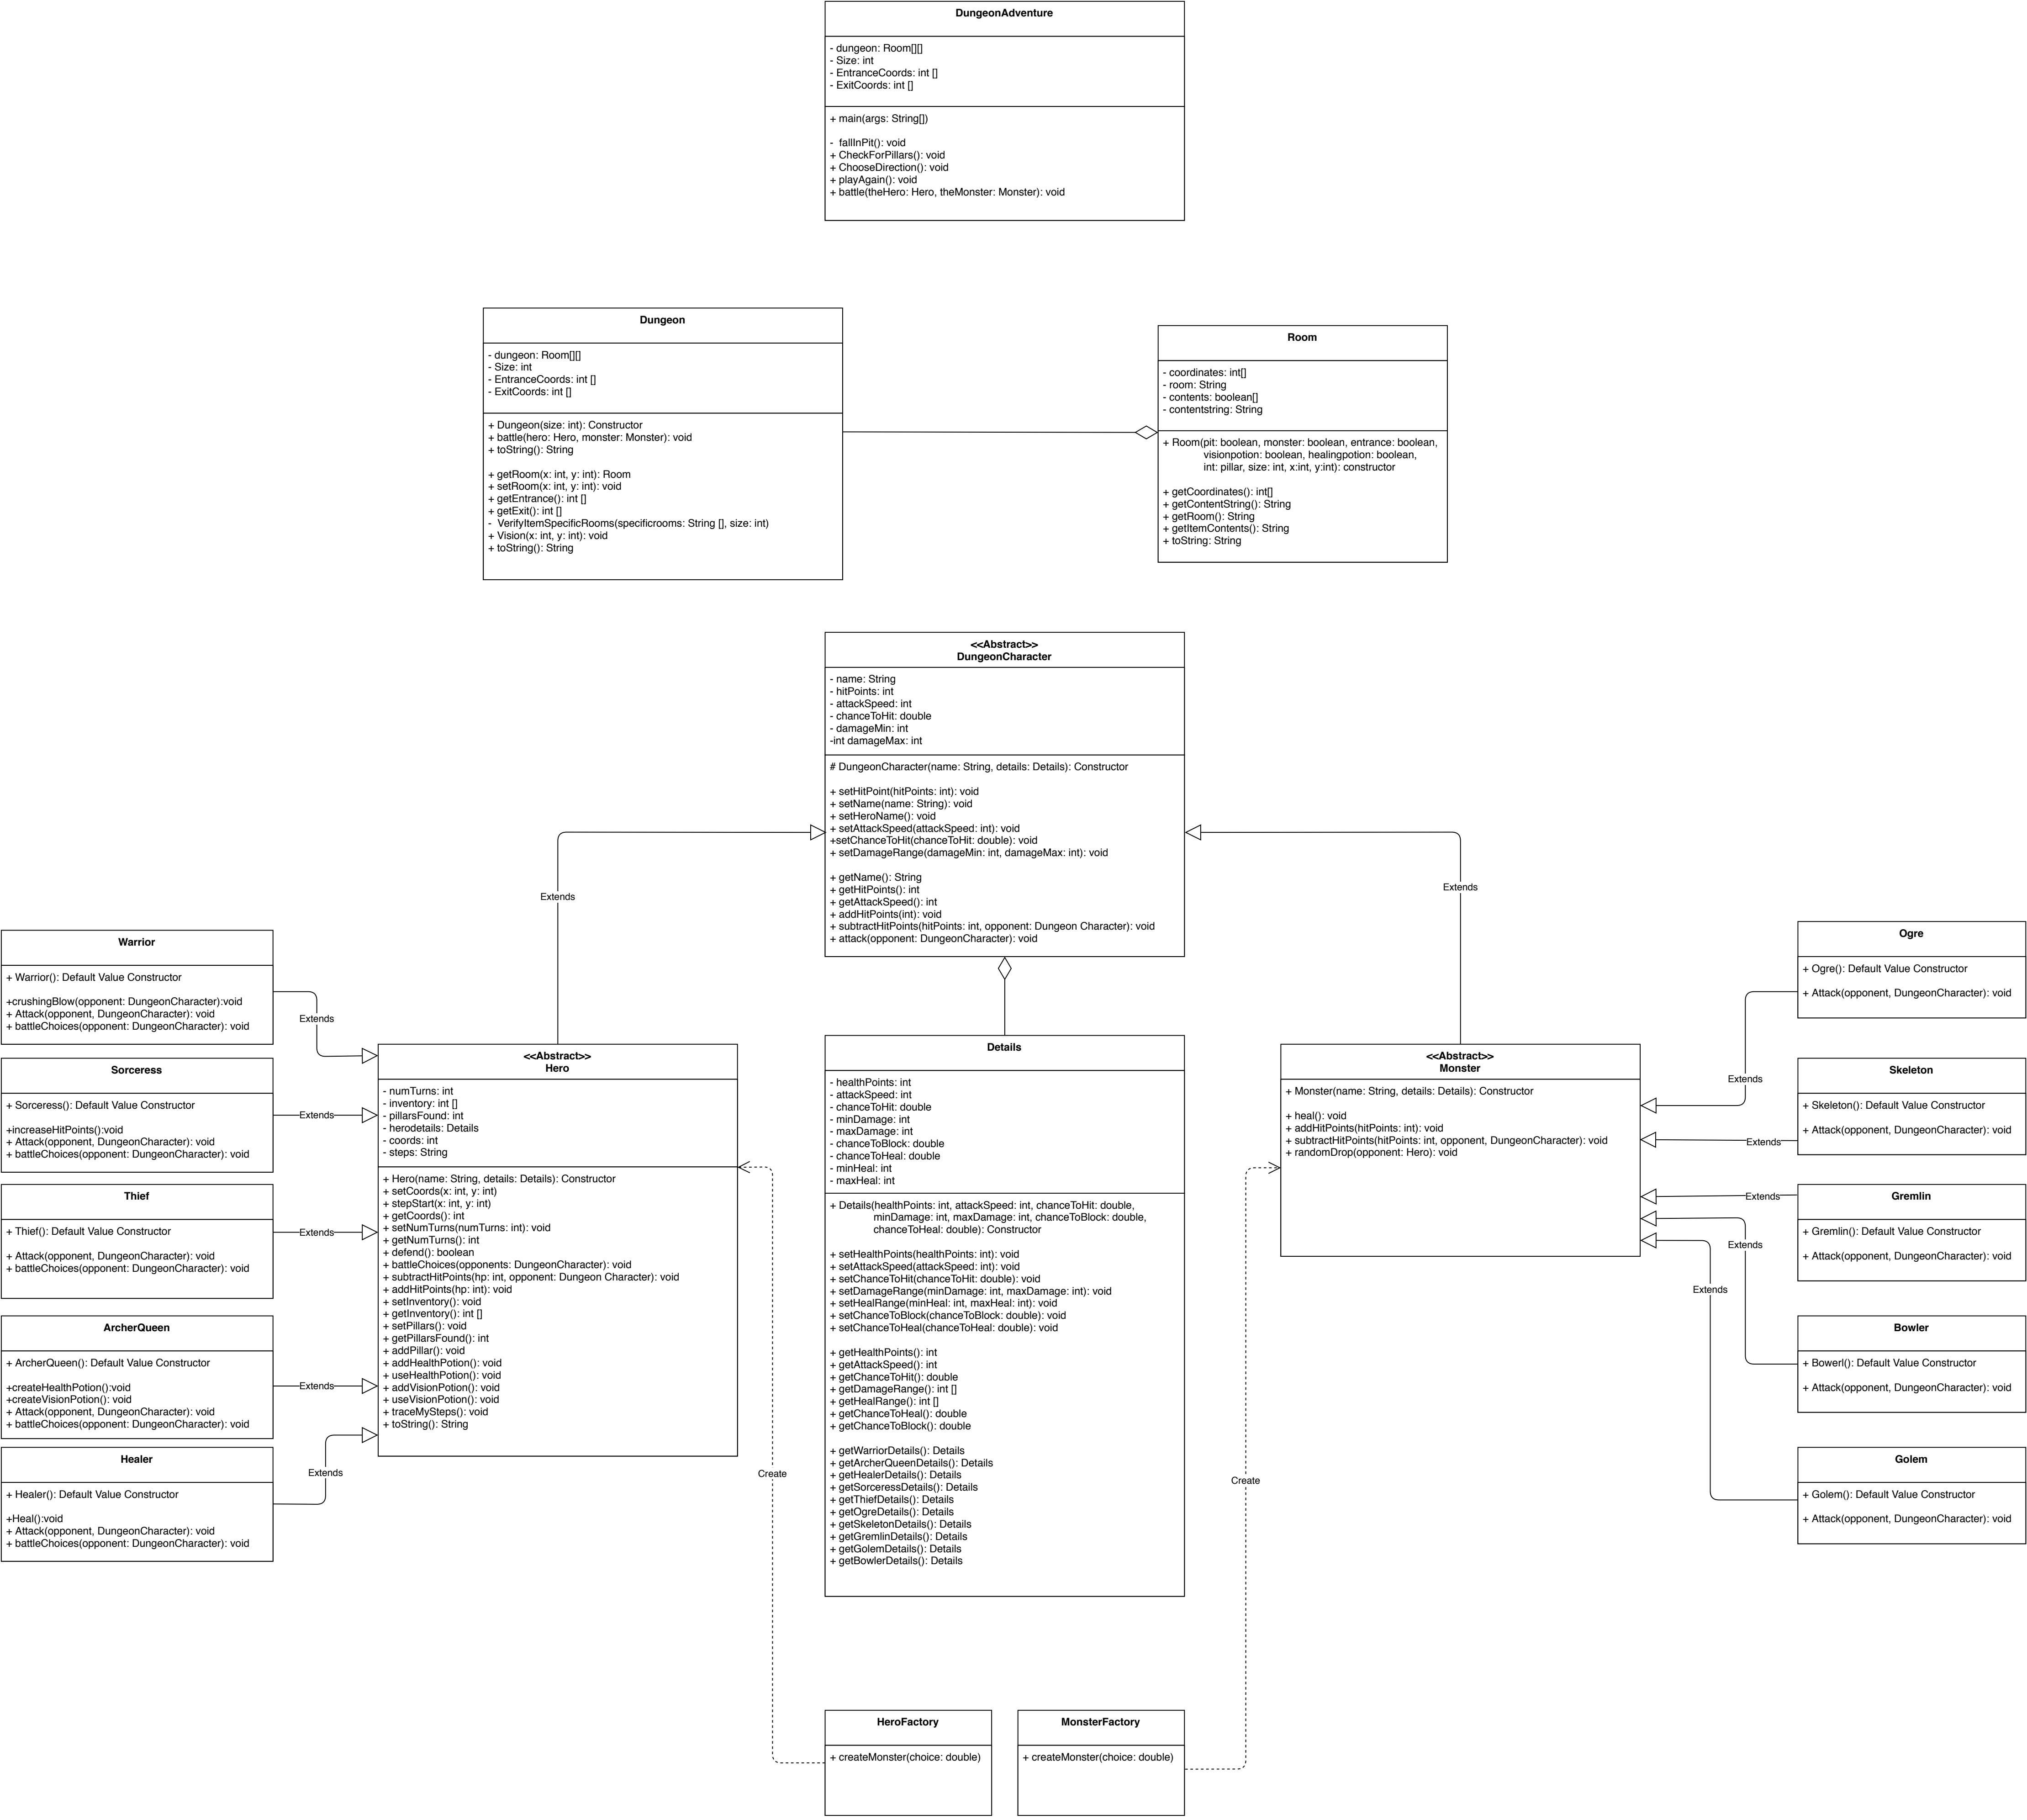 DungeonAdventure
- dungeon: Room[][]
- Size: int
- EntranceCoords: int []
- ExitCoords: int []
+ main(args: String[])
-  fallInPit(): void
+ CheckForPillars(): void
+ ChooseDirection(): void
+ playAgain(): void
+ battle(theHero: Hero, theMonster: Monster): void
Dungeon
- dungeon: Room[][]
- Size: int
- EntranceCoords: int []
- ExitCoords: int []
+ Dungeon(size: int): Constructor
+ battle(hero: Hero, monster: Monster): void
+ toString(): String
+ getRoom(x: int, y: int): Room
+ setRoom(x: int, y: int): void
+ getEntrance(): int []
+ getExit(): int []
-  VerifyItemSpecificRooms(specificrooms: String [], size: int)
+ Vision(x: int, y: int): void
+ toString(): String
Room
- coordinates: int[]
- room: String
- contents: boolean[]
- contentstring: String
+ Room(pit: boolean, monster: boolean, entrance: boolean,
visionpotion: boolean, healingpotion: boolean,
int: pillar, size: int, x:int, y:int): constructor
+ getCoordinates(): int[]
+ getContentString(): String
+ getRoom(): String
+ getItemContents(): String
+ toString: String
<<Abstract>>
DungeonCharacter
- name: String
- hitPoints: int
- attackSpeed: int
- chanceToHit: double
- damageMin: int
-int damageMax: int
# DungeonCharacter(name: String, details: Details): Constructor
+ setHitPoint(hitPoints: int): void
+ setName(name: String): void
+ setHeroName(): void
+ setAttackSpeed(attackSpeed: int): void
+setChanceToHit(chanceToHit: double): void
+ setDamageRange(damageMin: int, damageMax: int): void
+ getName(): String
+ getHitPoints(): int
+ getAttackSpeed(): int
+ addHitPoints(int): void
+ subtractHitPoints(hitPoints: int, opponent: Dungeon Character): void
+ attack(opponent: DungeonCharacter): void
Extends
Extends
Warrior
+ Warrior(): Default Value Constructor
+crushingBlow(opponent: DungeonCharacter):void
+ Attack(opponent, DungeonCharacter): void
+ battleChoices(opponent: DungeonCharacter): void
Extends
Sorceress
+ Sorceress(): Default Value Constructor
+increaseHitPoints():void
+ Attack(opponent, DungeonCharacter): void
+ battleChoices(opponent: DungeonCharacter): void
Extends
Thief
+ Thief(): Default Value Constructor
+ Attack(opponent, DungeonCharacter): void
+ battleChoices(opponent: DungeonCharacter): void
Extends
ArcherQueen
+ ArcherQueen(): Default Value Constructor
+createHealthPotion():void
+createVisionPotion(): void
+ Attack(opponent, DungeonCharacter): void
+ battleChoices(opponent: DungeonCharacter): void
Extends
Healer
+ Healer(): Default Value Constructor
+Heal():void
+ Attack(opponent, DungeonCharacter): void
+ battleChoices(opponent: DungeonCharacter): void
Extends
<<Abstract>>
Hero
- numTurns: int
- inventory: int []
- pillarsFound: int
- herodetails: Details
- coords: int
- steps: String
+ Hero(name: String, details: Details): Constructor
+ setCoords(x: int, y: int)
+ stepStart(x: int, y: int)
+ getCoords(): int
+ setNumTurns(numTurns: int): void
+ getNumTurns(): int
+ defend(): boolean
+ battleChoices(opponents: DungeonCharacter): void
+ subtractHitPoints(hp: int, opponent: Dungeon Character): void
+ addHitPoints(hp: int): void
+ setInventory(): void
+ getInventory(): int []
+ setPillars(): void
+ getPillarsFound(): int
+ addPillar(): void
+ addHealthPotion(): void
+ useHealthPotion(): void
+ addVisionPotion(): void
+ useVisionPotion(): void
+ traceMySteps(): void
+ toString(): String
Details
- healthPoints: int
- attackSpeed: int
- chanceToHit: double
- minDamage: int
- maxDamage: int
- chanceToBlock: double
- chanceToHeal: double
- minHeal: int
- maxHeal: int
+ Details(healthPoints: int, attackSpeed: int, chanceToHit: double,
minDamage: int, maxDamage: int, chanceToBlock: double,
chanceToHeal: double): Constructor
+ setHealthPoints(healthPoints: int): void
+ setAttackSpeed(attackSpeed: int): void
+ setChanceToHit(chanceToHit: double): void
+ setDamageRange(minDamage: int, maxDamage: int): void
+ setHealRange(minHeal: int, maxHeal: int): void
+ setChanceToBlock(chanceToBlock: double): void
+ setChanceToHeal(chanceToHeal: double): void
+ getHealthPoints(): int
+ getAttackSpeed(): int
+ getChanceToHit(): double
+ getDamageRange(): int []
+ getHealRange(): int []
+ getChanceToHeal(): double
+ getChanceToBlock(): double
+ getWarriorDetails(): Details
+ getArcherQueenDetails(): Details
+ getHealerDetails(): Details
+ getSorceressDetails(): Details
+ getThiefDetails(): Details
+ getOgreDetails(): Details
+ getSkeletonDetails(): Details
+ getGremlinDetails(): Details
+ getGolemDetails(): Details
+ getBowlerDetails(): Details
<<Abstract>>
Monster
+ Monster(name: String, details: Details): Constructor
+ heal(): void
+ addHitPoints(hitPoints: int): void
+ subtractHitPoints(hitPoints: int, opponent, DungeonCharacter): void
+ randomDrop(opponent: Hero): void
Ogre
+ Ogre(): Default Value Constructor
+ Attack(opponent, DungeonCharacter): void
Extends
Skeleton
+ Skeleton(): Default Value Constructor
+ Attack(opponent, DungeonCharacter): void
Extends
Gremlin
+ Gremlin(): Default Value Constructor
+ Attack(opponent, DungeonCharacter): void
Extends
Bowler
+ Bowerl(): Default Value Constructor
+ Attack(opponent, DungeonCharacter): void
Extends
Golem
+ Golem(): Default Value Constructor
+ Attack(opponent, DungeonCharacter): void
Extends
Create
Create
HeroFactory
+ createMonster(choice: double)
MonsterFactory
+ createMonster(choice: double)